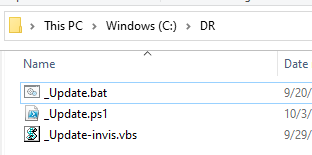 This PC > Windows (C:) > DR
Name Date
_Update.bat 9/20/
_Update.ps1 10/3/
_Update-invis.vbs 9/29/